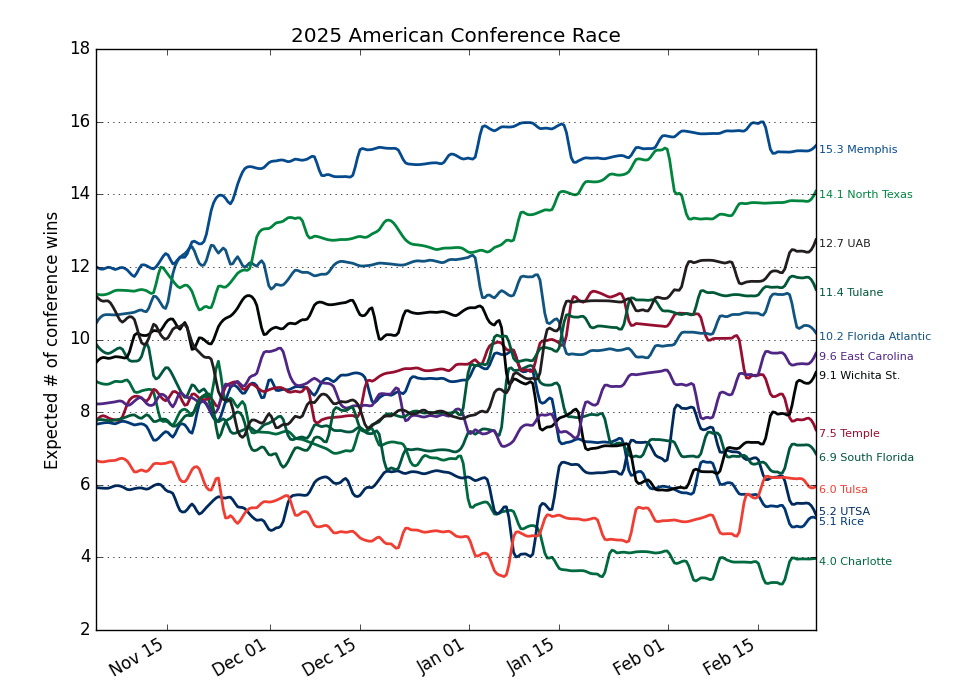 2025 American Conference Race
Expected # of conference wins
18
16
14
12
10
8
6
4
2
Nov 15
Dec 01
Dec 15
Jan 01
Jan 15
Feb 01
Feb 15
15.3 Memphis
14.1 North Texas
12.7 UAB
11.4 Tulane
10.2 Florida Atlantic
9.6 East Carolina
9.1 Wichita St.
7.5 Temple
6.9 South Florida
6.0 Tulsa
5.2 UTSA
5.1 Rice
4.0 Charlotte